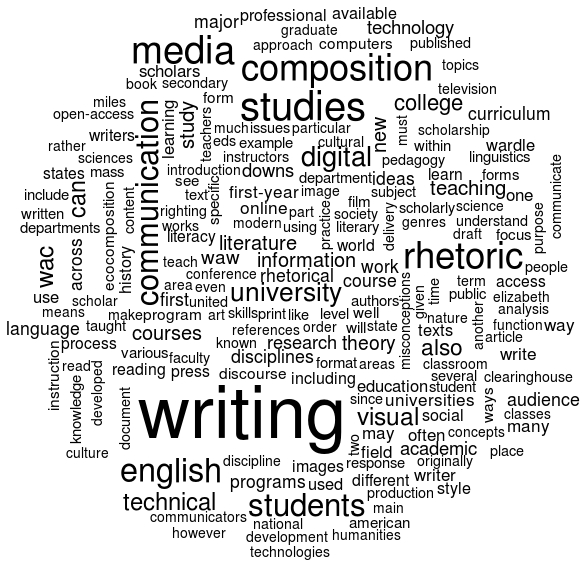 major professional available
graduate technology
media approach computers published
composition topics
scholars
book secondary television
miles form studies college
open-access curriculum
communication learning study teachers
much issues particular new must scholarship
writers eds example cultural within wardle
rather instructors digital pedagogy linguistics
sciences introduction downs department ideas learn forms
states mass see first-year image subject teaching one communicate
include can text specific online part film scholarly science
written righting modern using practice society delivery genres understand purpose
departments ecocomposition content works literary draft focus
literacy literature world rhetoric
wac across history teach waw information work people
conference rhetorical course misconceptions given time term access
use area even university authors public elizabeth
scholar first united nature analysis
means make program art skills print like level well another function way
language taught courses references order will state texts article
process known research theory also write
various faculty disciplines format areas classroom
instruction read reading press discourse including several clearinghouse
knowledge developed education student ways
document writing since universities audience
visual social classes
two may often concepts many
culture field academic place
english discipline images response originally
programs used different writer
technical students production style
communicators main
national american
however development humanities
technologies